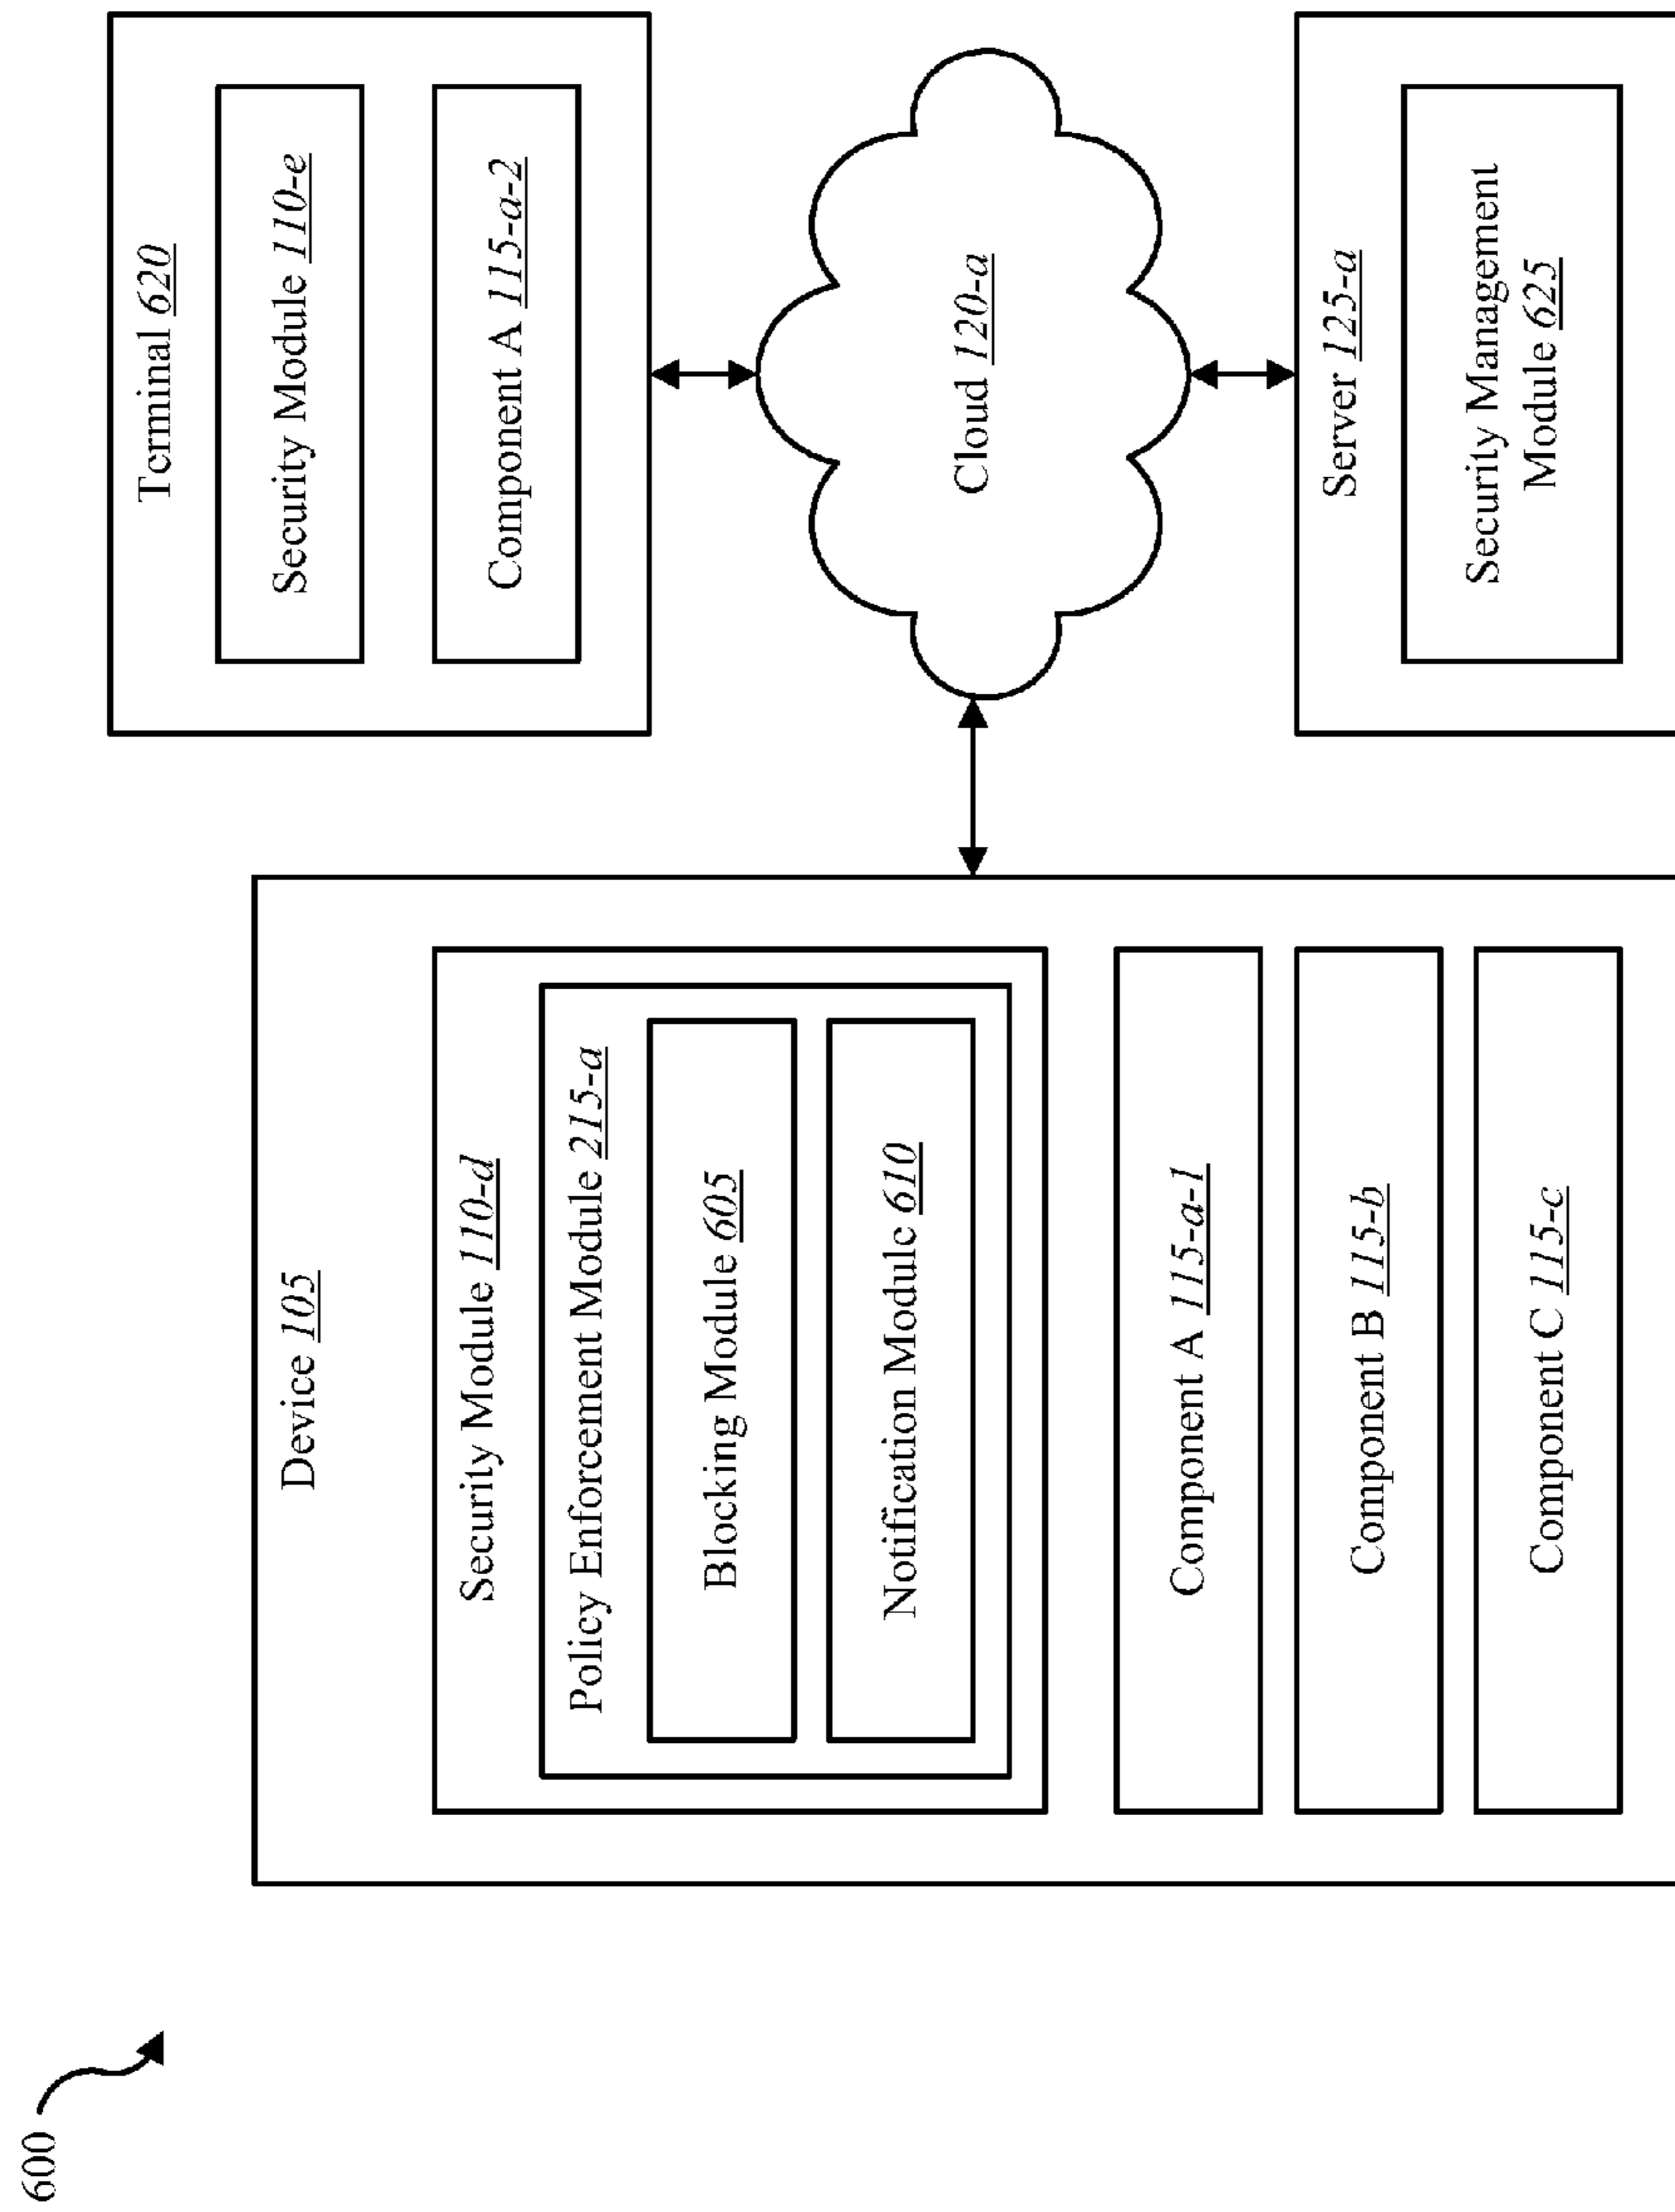 600
Device 105
Security Module 110-d
Policy Enforcement Module 215-a
Blocking Module 605
Notification Module 610
Component A 115-a-1
Component B 115-b
Component C 115-c
Terminal 620
Security Module 110-e
Component A 115-a-2
Cloud 120-a
Server 125-a
Security Management
Module 625